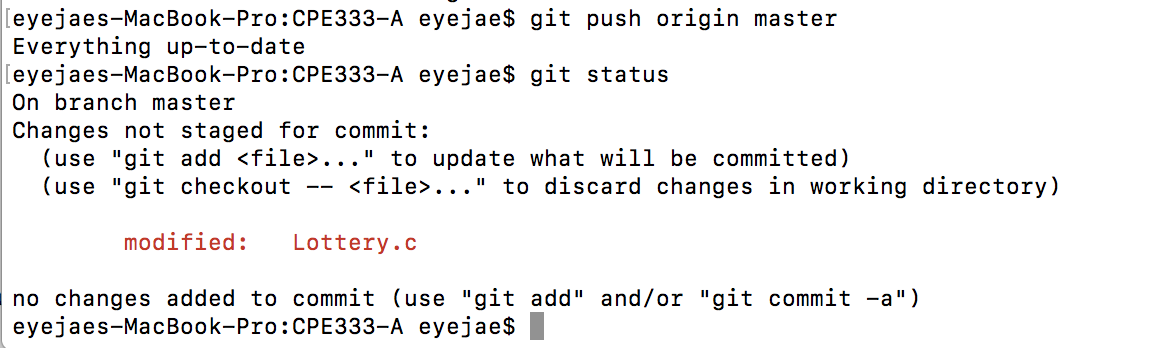 [eyejaes-MacBook-Pro:CPE333-A eyejae$ git push origin master
Everything up-to-date
[eyejaes-MacBook-Pro:CPE333-A eyejae$ git status
On branch master
Changes not staged for commit:
  (use "git add <file>..." to update what will be committed)
  (use "git checkout -- <file>..." to discard changes in working directory)

        modified:   Lottery.c

no changes added to commit (use "git add" and/or "git commit -a")
eyejaes-MacBook-Pro:CPE333-A eyejae$